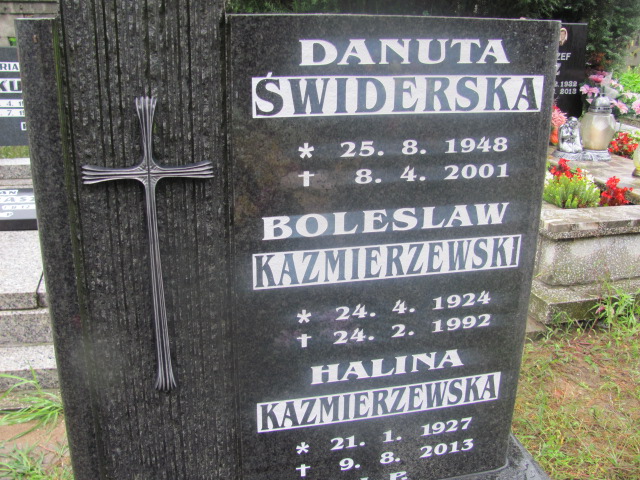 DANUTA
ŚWIDERSKA
* 25. 8. 1948
† 8. 4. 2001
BOLESLAW
KAZMIERZEWSKI
* 24. 4. 1924
† 24. 2. 1992
HALINA
KAZMIERZEWSKA
* 21. 1. 1927
† 9. 8. 2013